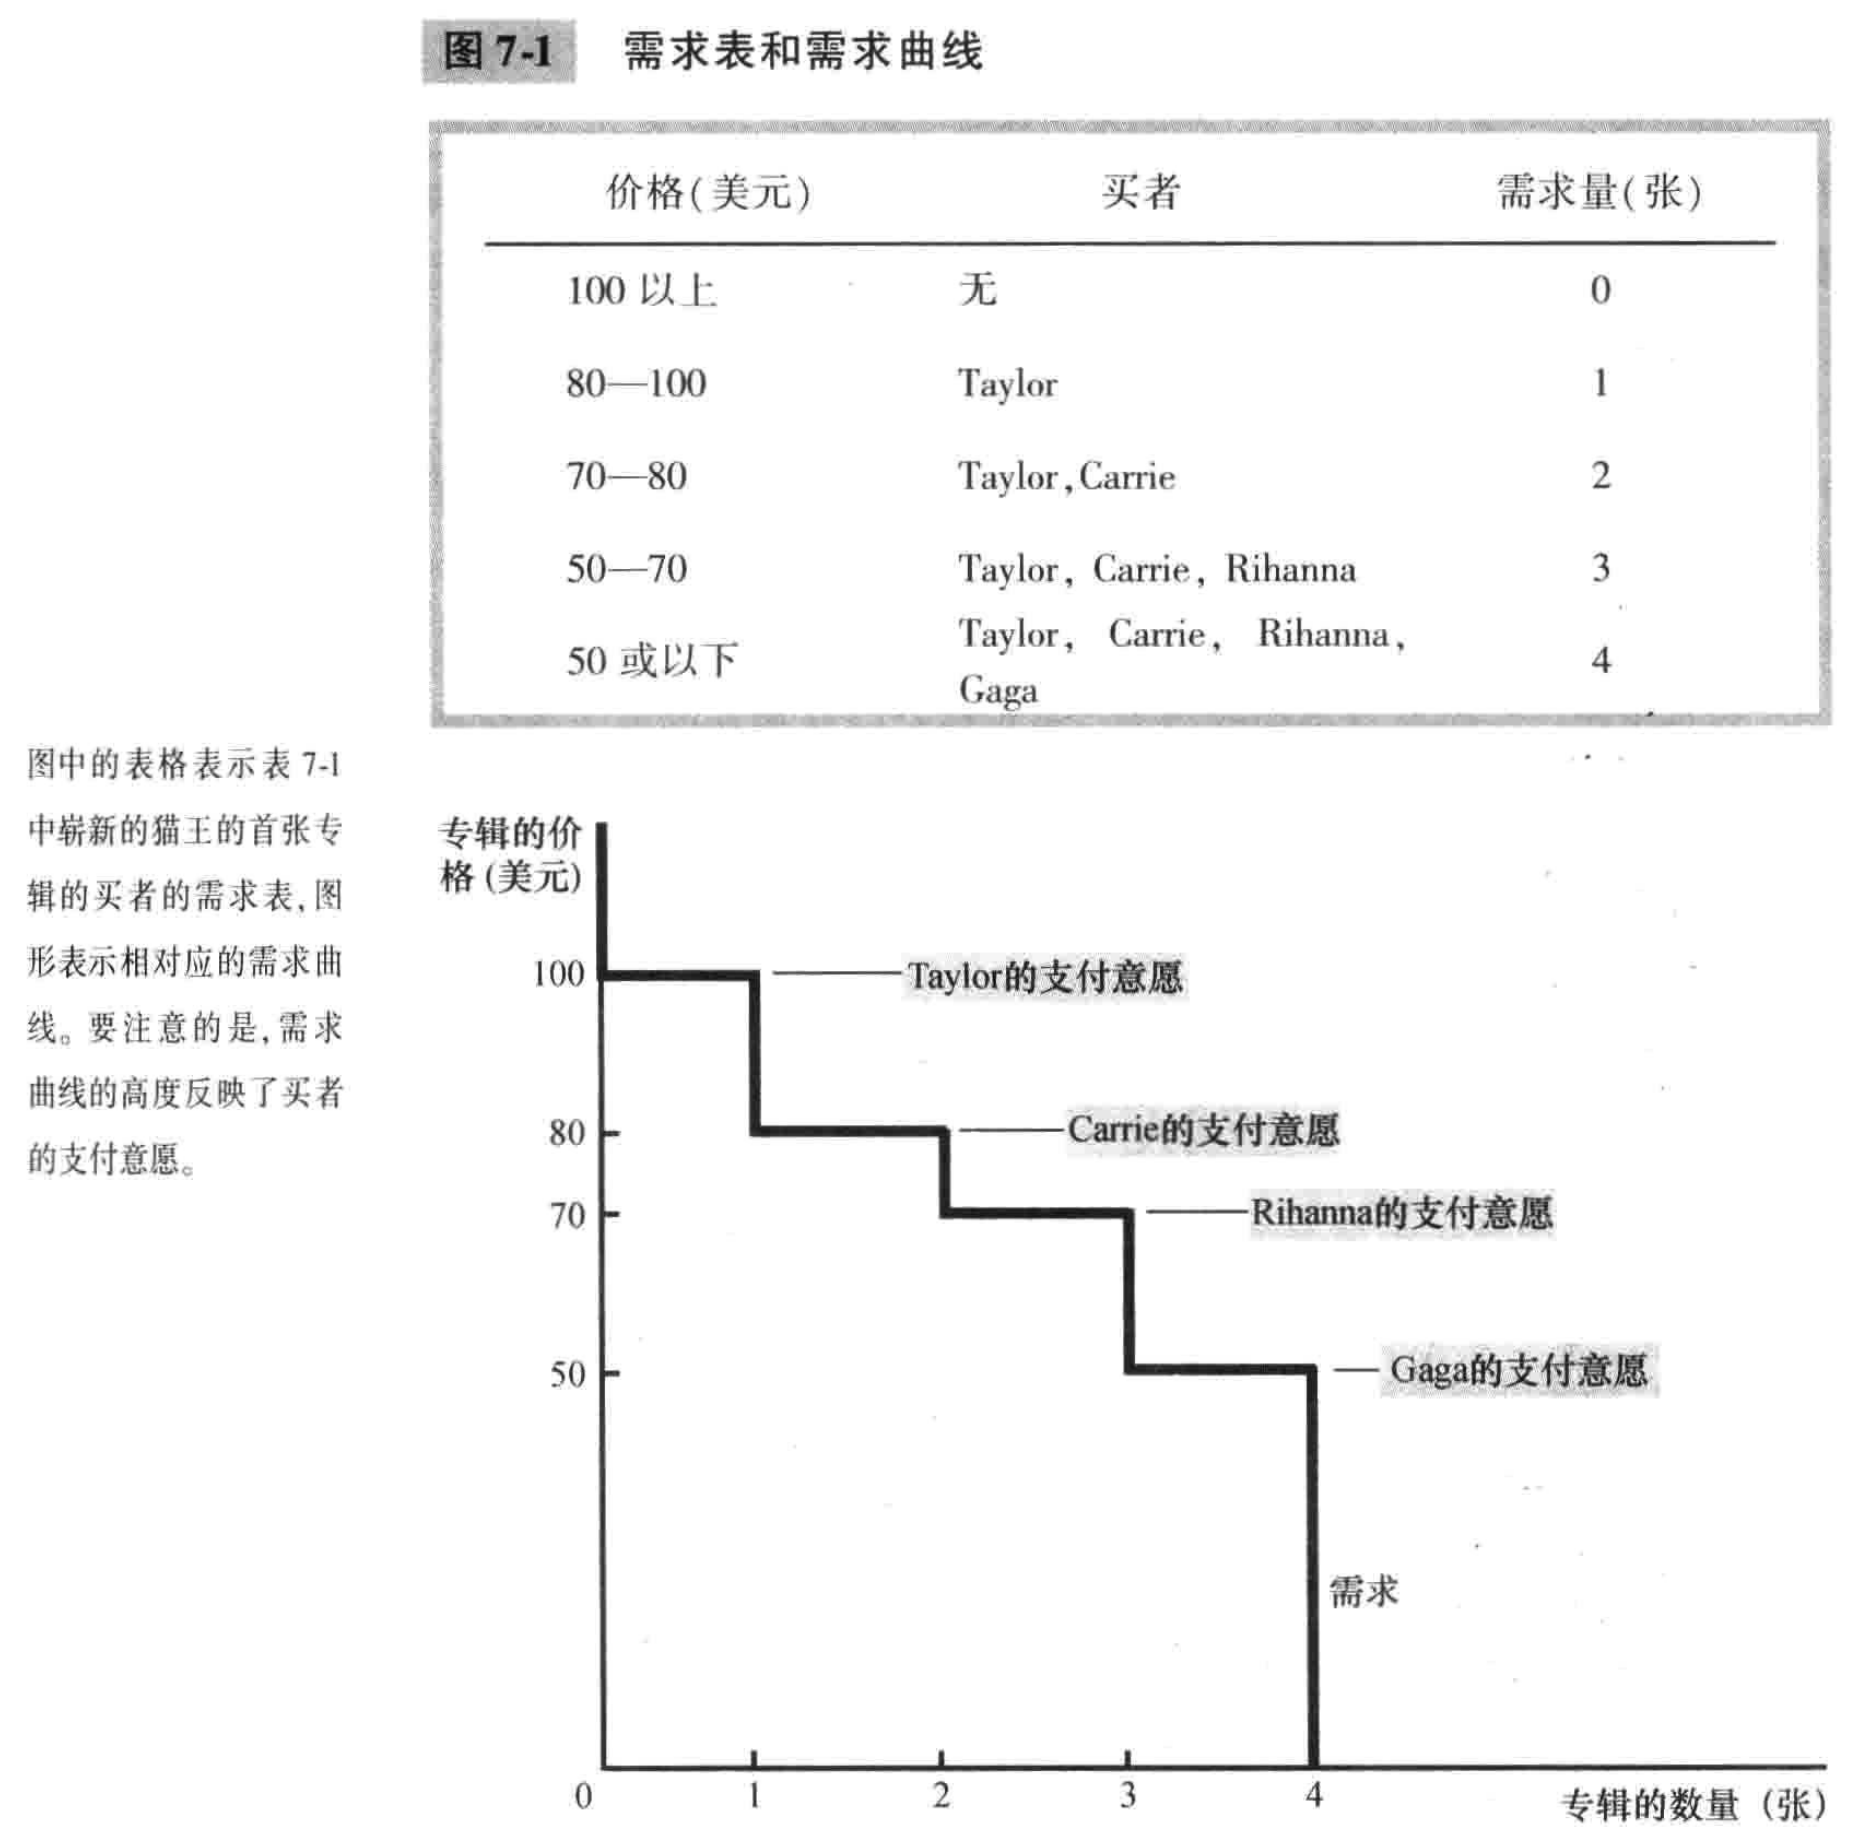 图 7-1 需求表和需求曲线
价格(美元) 买者 需求量(张)
100 以上 无 0
80—100 Taylor 1
70—80 Taylor,Carrie 2
50—70 Taylor, Carrie, Rihanna 3
50 或以下 Taylor, Carrie, Rihanna, 4
Gaga
图中的表格表示表 7-1
中崭新的猫王的首张专
辑的买者的需求表,图
形表示相对应的需求曲
线。要注意的是,需求
曲线的高度反映了买者
的支付意愿。
专辑的价
格(美元)
100 Taylor的支付意愿
80 Carrie的支付意愿
70 Rihanna的支付意愿
50 Gaga的支付意愿
需求
0 1 2 3 4
专辑的数量(张)